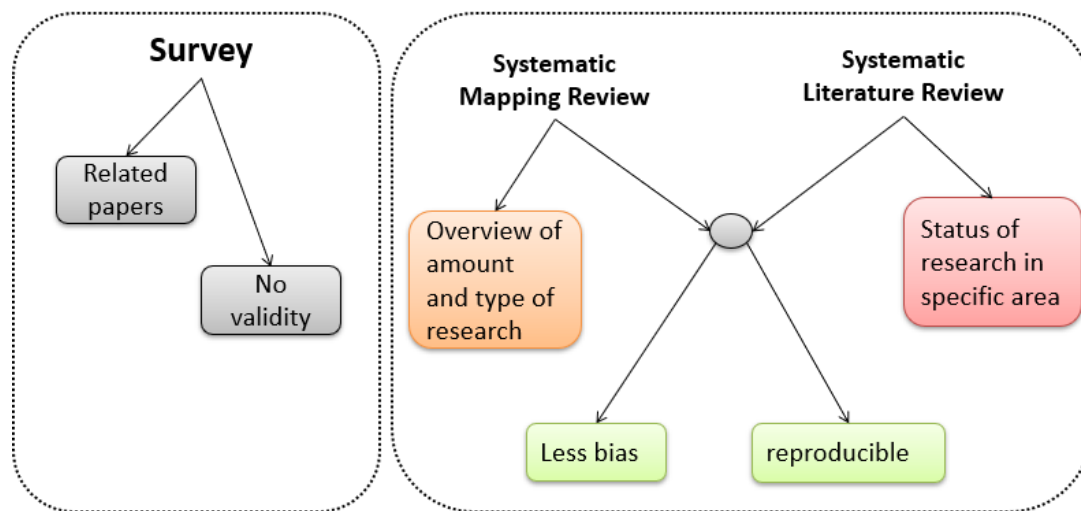 Survey
Related
papers
No
validity
Systematic
Mapping Review
Systematic
Literature Review
Overview of
amount
and type of
research
Status of
research in
specific area
Less bias
reproducible